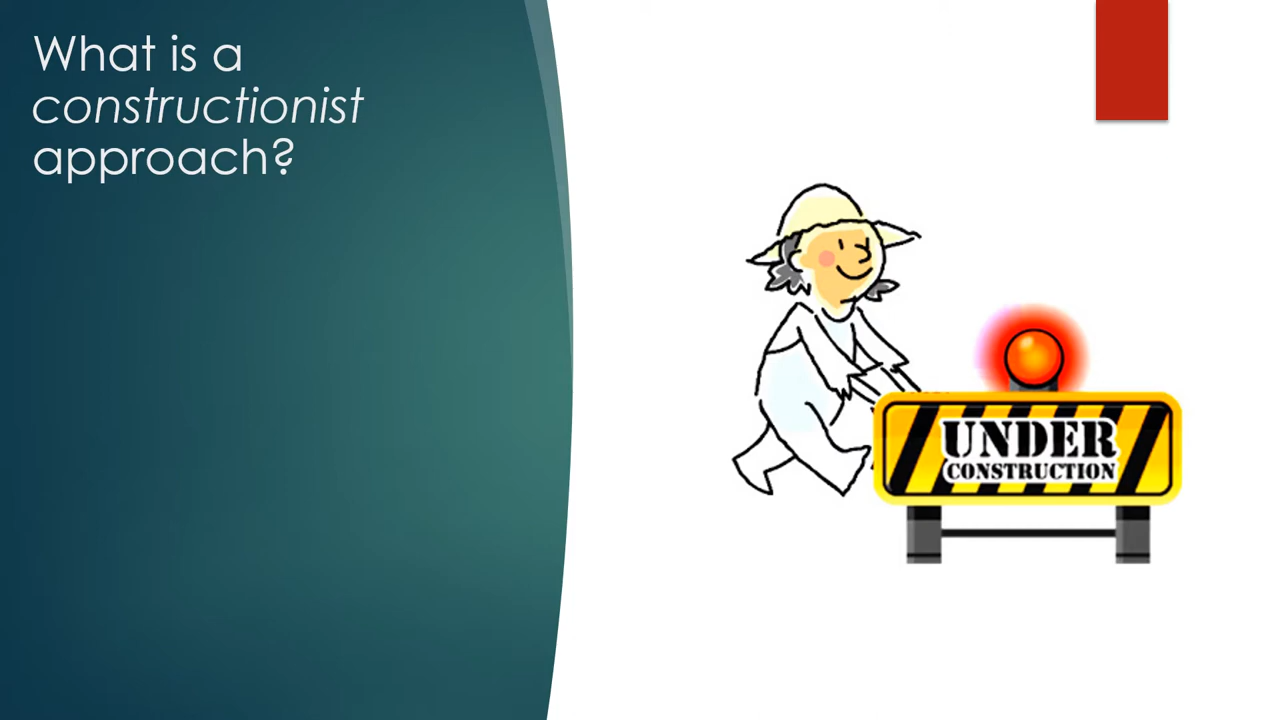 What is a
constructionist
approach?
UNDER
CONSTRUCTION